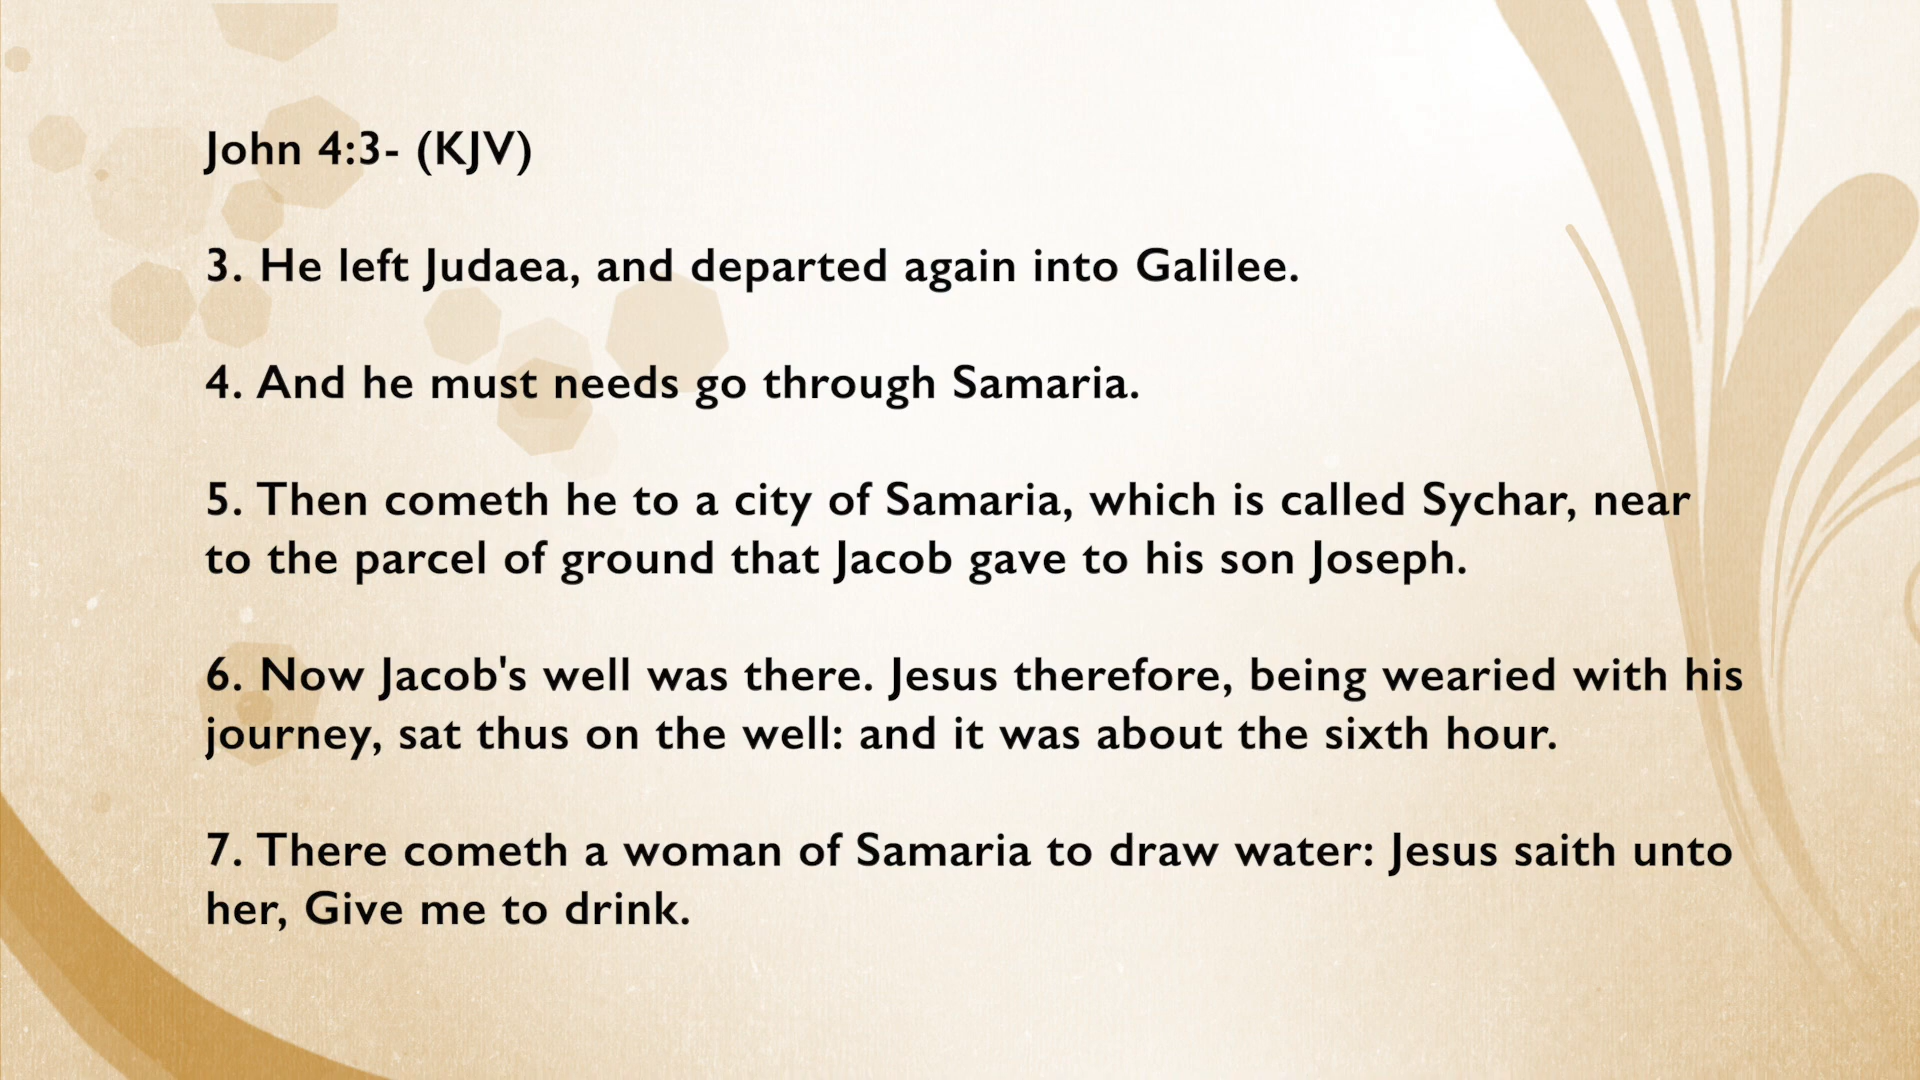 John 4:3- (KJV)
3. He left Judaea, and departed again into Galilee.
4. And he must needs go through Samaria.
5. Then cometh he to a city of Samaria, which is called Sychar, near
to the parcel of ground that Jacob gave to his son Joseph.
6. Now Jacob's well was there. Jesus therefore, being wearied with his
journey, sat thus on the well: and it was about the sixth hour.
7. There cometh a woman of Samaria to draw water: Jesus saith unto
her, Give me to drink.